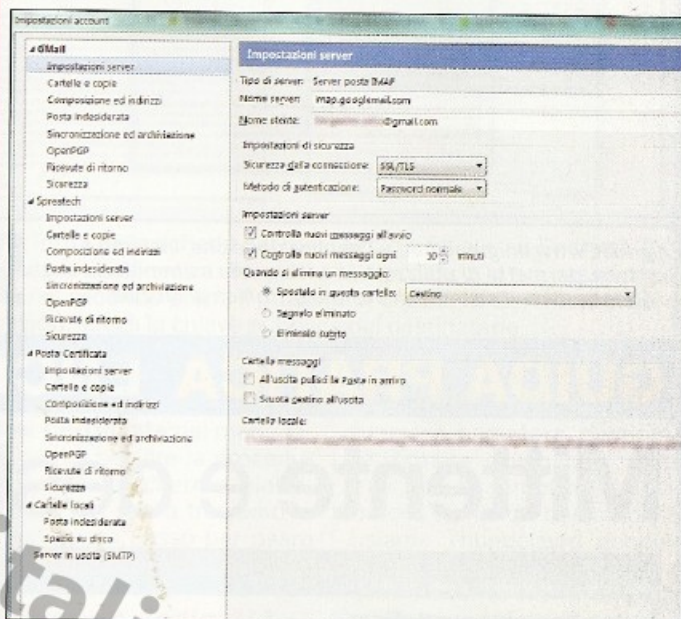 Impostazioni account
GMail
Impostazioni server
Cartelle e copie
Composizione ed indirizzi
Posta indesiderata
Sincronizzazione ed archiviazione
OpenPGP
Ricevute di ritorno
Sicurezza
Spreatech
Impostazioni server
Cartelle e copie
Composizione ed indirizzi
Posta indesiderata
Sincronizzazione ed archiviazione
OpenPGP
Ricevute di ritorno
Sicurezza
Posta Certificata
Impostazioni server
Cartelle e copie
Composizione ed indirizzi
Posta indesiderata
Sincronizzazione ed archiviazione
OpenPGP
Ricevute di ritorno
Sicurezza
Cartelle locali
Posta indesiderata
Spazio su disco
Server in uscita (SMTP)
Impostazioni server
Tipo di server: Server posta IMAP
Nome server: imap.googlemail.com
Nome utente: @gmail.com
Impostazioni di sicurezza
Sicurezza della connessione: SSL/TLS
Metodo di autenticazione: Password normale
Impostazioni server
Controlla nuovi messaggi all'avvio
Controlla nuovi messaggi ogni 10 minuti
Quando si elimina un messaggio:
Spostalo in questa cartella: Cestino
Segnalo eliminato
Eliminalo subito
Cartella messaggi
All'uscita pulisci la Posta in arrivo
Svuota cestino all'uscita
Cartella locale: